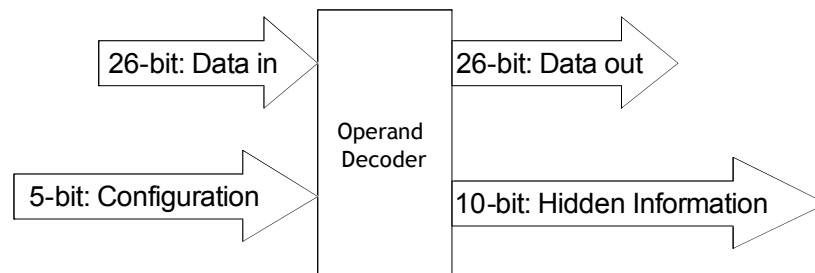 26-bit: Data in
26-bit: Data out
Operand
Decoder
5-bit: Configuration
10-bit: Hidden Information